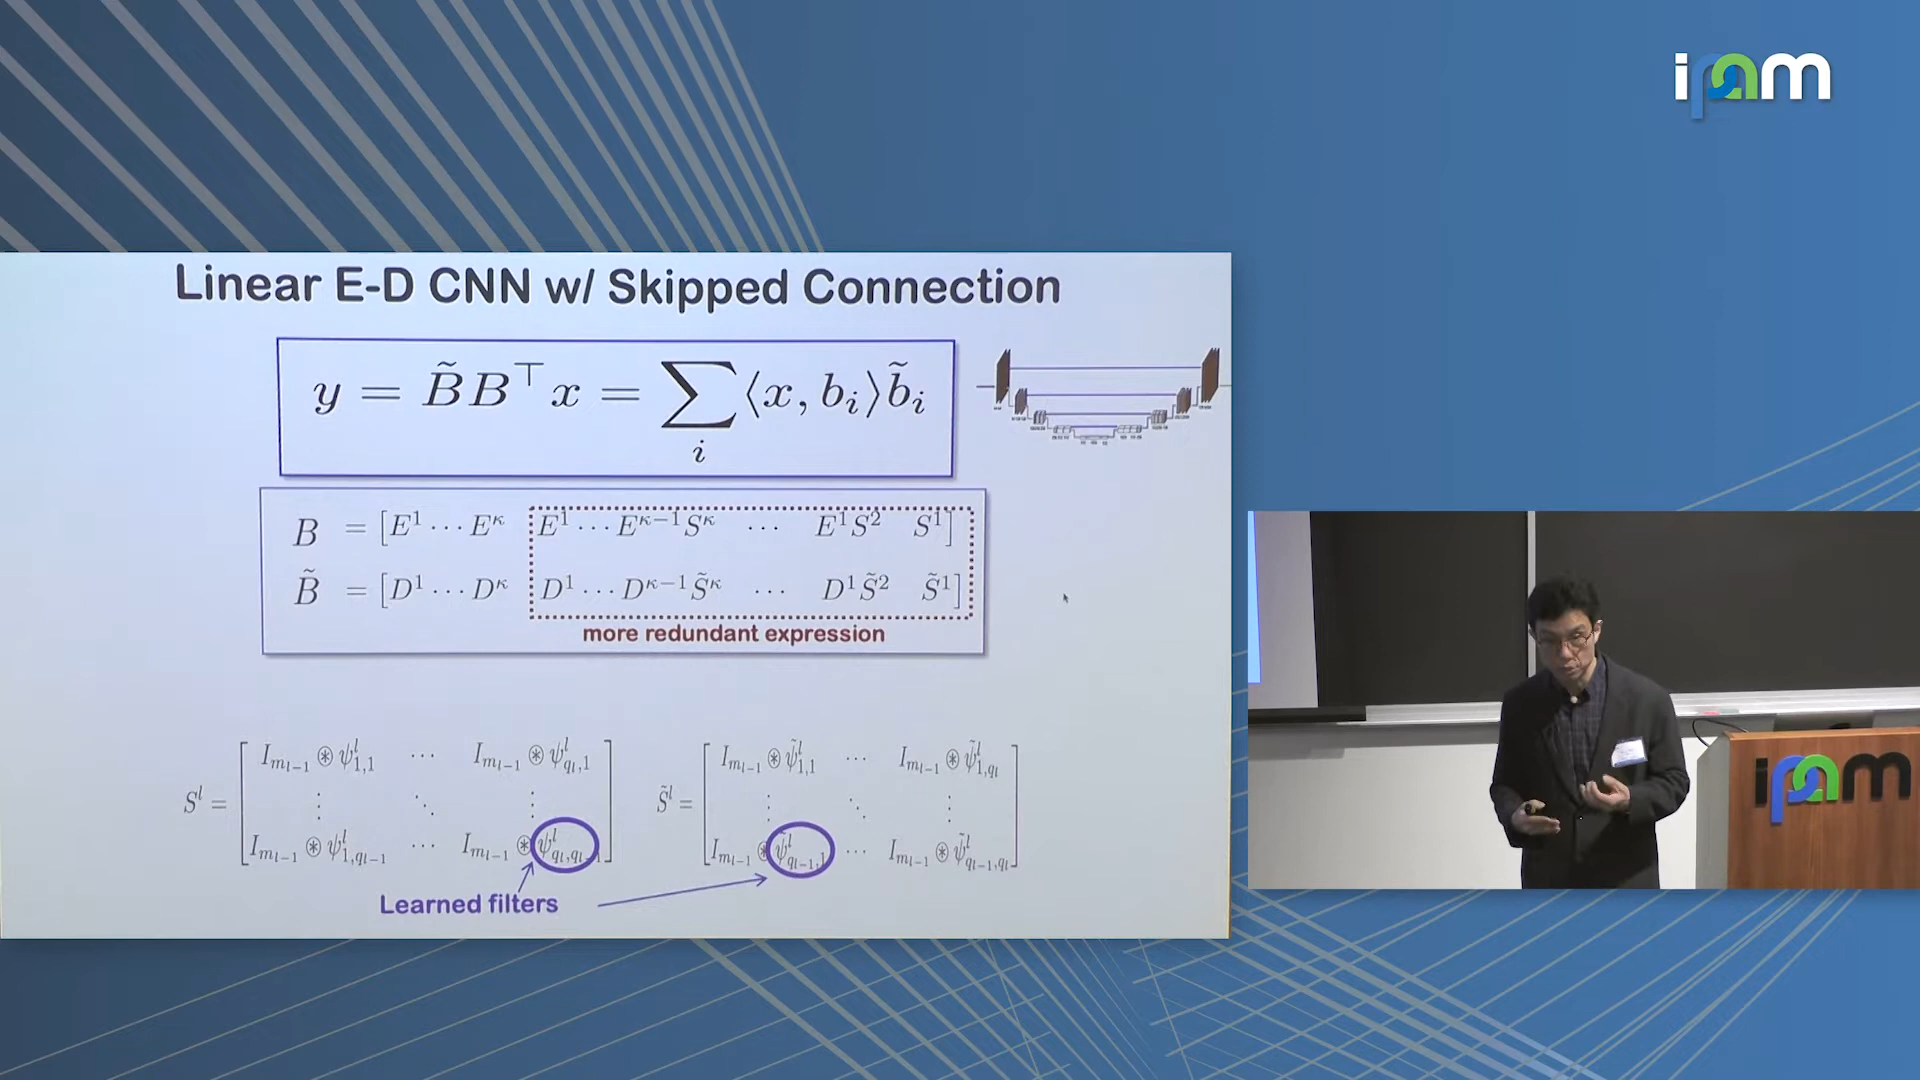 ipam
Linear E-D CNN w/ Skipped Connection
y = B̃B⊤x = ∑_i ⟨x, b_i⟩b̃_i
B = [E¹ ⋯ E^κ E¹ ⋯ E^{κ−1}S^κ ⋯ E¹S² S¹]
B̃ = [D¹ ⋯ D^κ D¹ ⋯ D^{κ−1}S̃^κ ⋯ D¹S̃² S̃¹]
more redundant expression
S^l = [ I_{m_{l−1}} ⊛ ψ^l_{1,1} ⋯ I_{m_{l−1}} ⊛ ψ^l_{q_l,1}
⋮ ⋱ ⋮
I_{m_{l−1}} ⊛ ψ^l_{1,q_{l−1}} ⋯ I_{m_{l−1}} ⊛ ψ^l_{q_l,q_{l−1}} ]
S̃^l = [ I_{m_{l−1}} ⊛ ψ̃^l_{1,1} ⋯ I_{m_{l−1}} ⊛ ψ̃^l_{1,q_l}
⋮ ⋱ ⋮
I_{m_{l−1}} ⊛ ψ̃^l_{q_{l−1},1} ⋯ I_{m_{l−1}} ⊛ ψ̃^l_{q_{l−1},q_l} ]
Learned filters
ipam